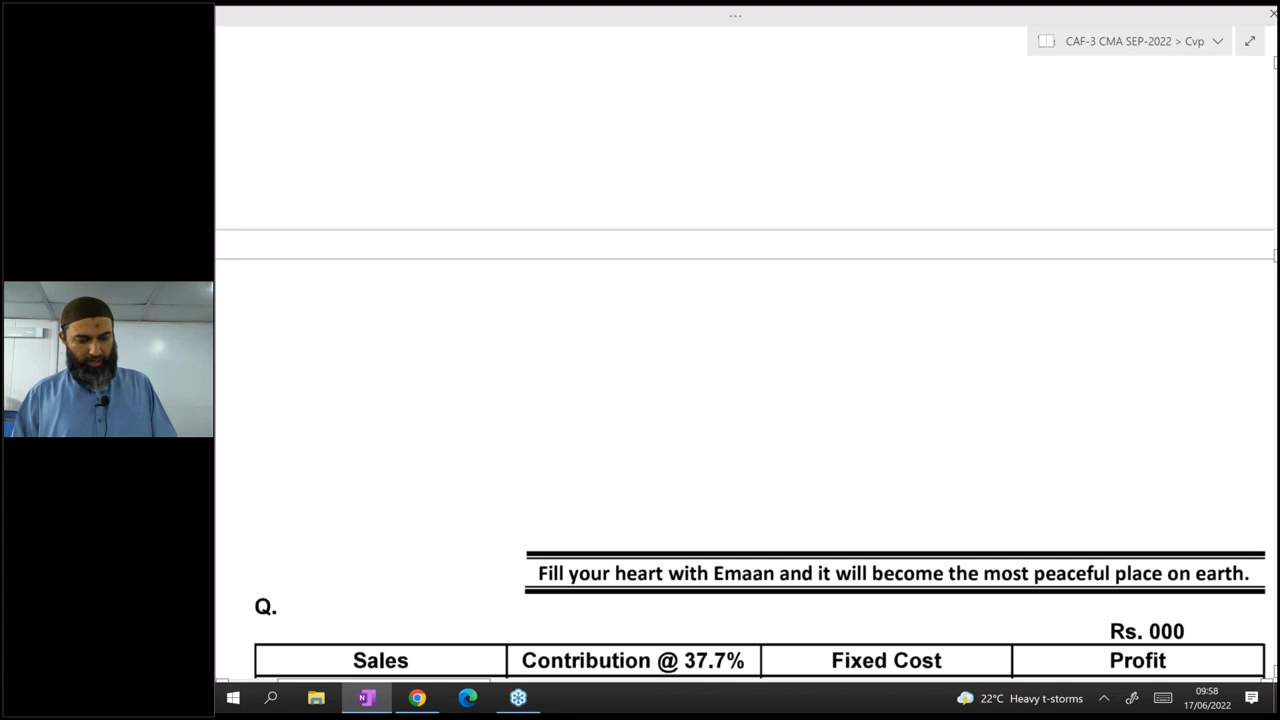 ...
CAF-3 CMA SEP-2022 > Cvp
Fill your heart with Emaan and it will become the most peaceful place on earth.
Q.
Rs. 000
Sales Contribution @ 37.7% Fixed Cost Profit
22°C Heavy t-storms
09:58
17/06/2022